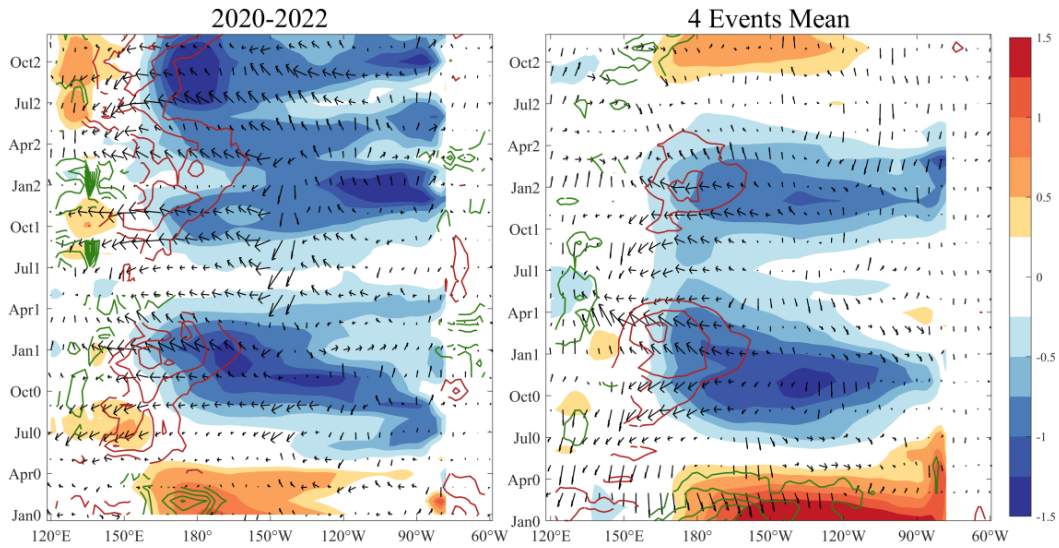 2020-2022
4 Events Mean
Oct2
Jul2
Apr2
Jan2
Oct1
Jul1
Apr1
Jan1
Oct0
Jul0
Apr0
Jan0
120°E
150°E
180°W
150°W
120°W
90°W
60°W
Oct2
Jul2
Apr2
Jan2
Oct1
Jul1
Apr1
Jan1
Oct0
Jul0
Apr0
Jan0
120°E
150°E
180°W
150°W
120°W
90°W
60°W
1.5
1
0.5
0
-0.5
-1
-1.5